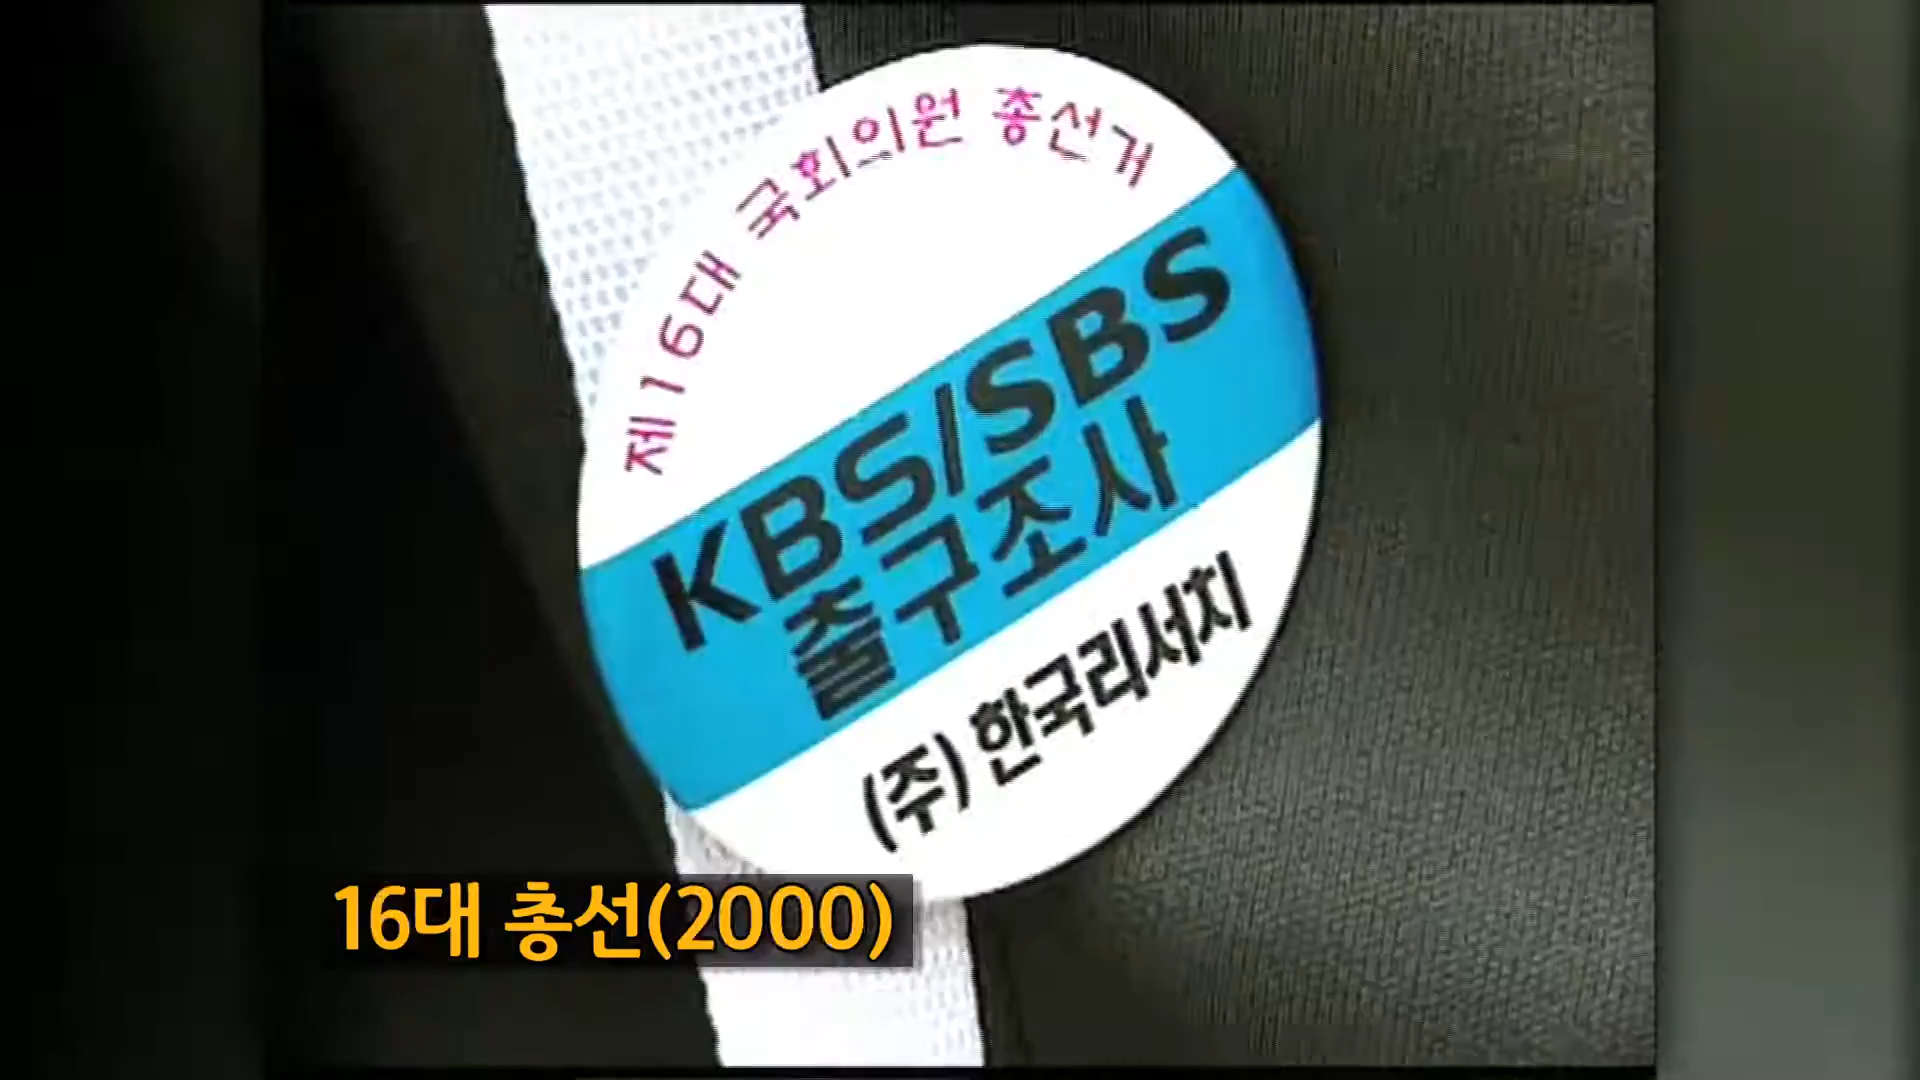 제16대 국회의원 총선거
KBS/SBS
출구조사
(주) 한국리서치
16대 총선(2000)